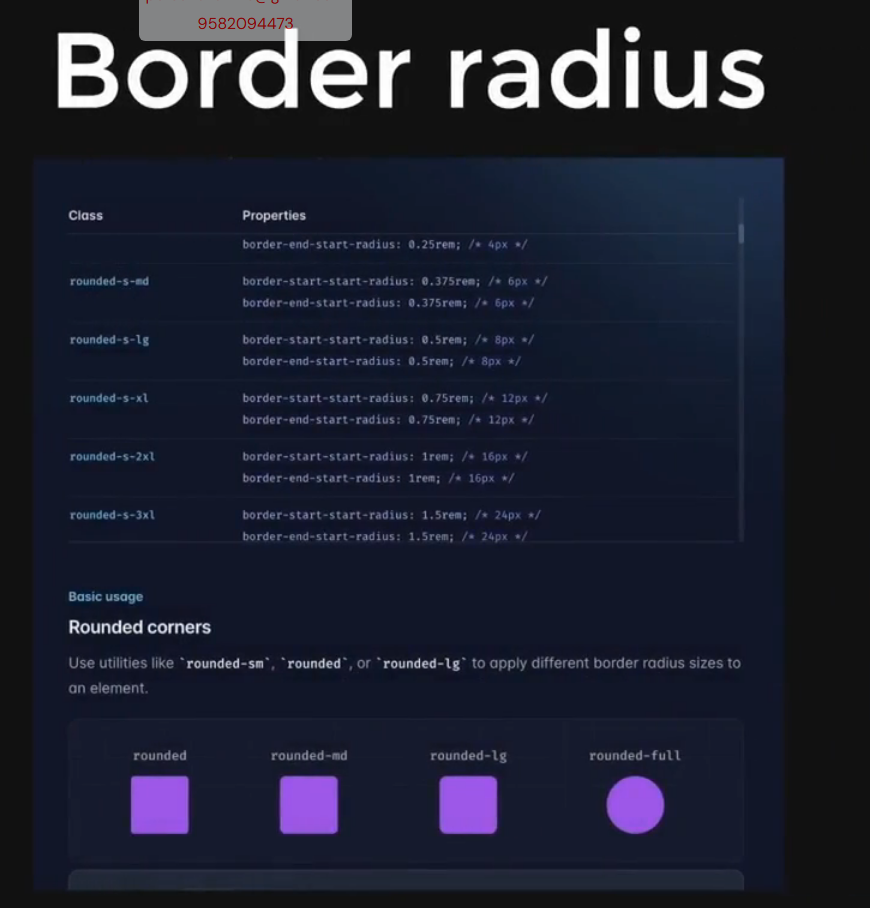 9582094473
Border radius
Class Properties
border-end-start-radius: 0.25rem; /* 4px */
rounded-s-md border-start-start-radius: 0.375rem; /* 6px */
border-end-start-radius: 0.375rem; /* 6px */
rounded-s-lg border-start-start-radius: 0.5rem; /* 8px */
border-end-start-radius: 0.5rem; /* 8px */
rounded-s-xl border-start-start-radius: 0.75rem; /* 12px */
border-end-start-radius: 0.75rem; /* 12px */
rounded-s-2xl border-start-start-radius: 1rem; /* 16px */
border-end-start-radius: 1rem; /* 16px */
rounded-s-3xl border-start-start-radius: 1.5rem; /* 24px */
border-end-start-radius: 1.5rem; /* 24px */
Basic usage
Rounded corners
Use utilities like `rounded-sm`, `rounded`, or `rounded-lg` to apply different border radius sizes to
an element.
rounded rounded-md rounded-lg rounded-full